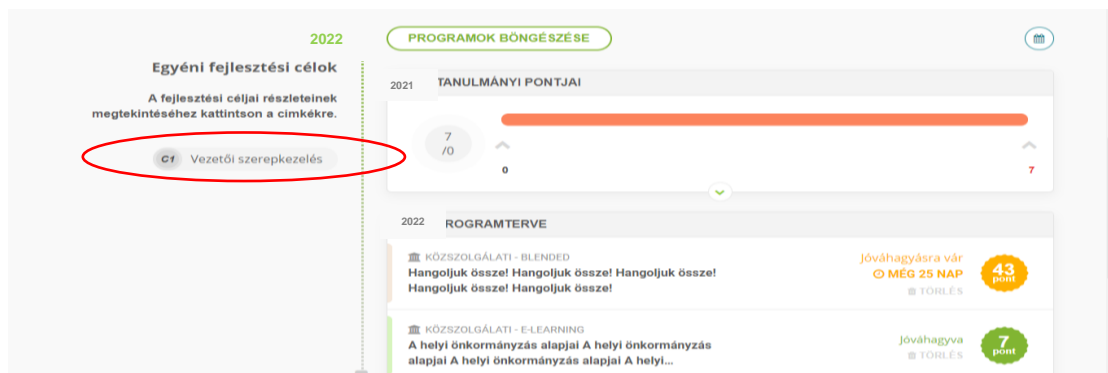 2022
Egyéni fejlesztési célok
A fejlesztési céljai részleteinek
megtekintéséhez kattintson a cimkékre.
C1 Vezetői szerepkezelés
PROGRAMOK BÖNGÉSZÉSE
2021 TANULMÁNYI PONTJAI
7
/0
0
7
2022 ROGRAMTERVE
KÖZSZOLGÁLATI - BLENDED
Hangoljuk össze! Hangoljuk össze! Hangoljuk össze!
Hangoljuk össze! Hangoljuk össze!
Jóváhagyásra vár
MÉG 25 NAP
TÖRLÉS
43
pont
KÖZSZOLGÁLATI - E-LEARNING
A helyi önkormányzás alapjai A helyi önkormányzás
alapjai A helyi önkormányzás alapjai A helyi...
Jóváhagyva
TÖRLÉS
7
pont